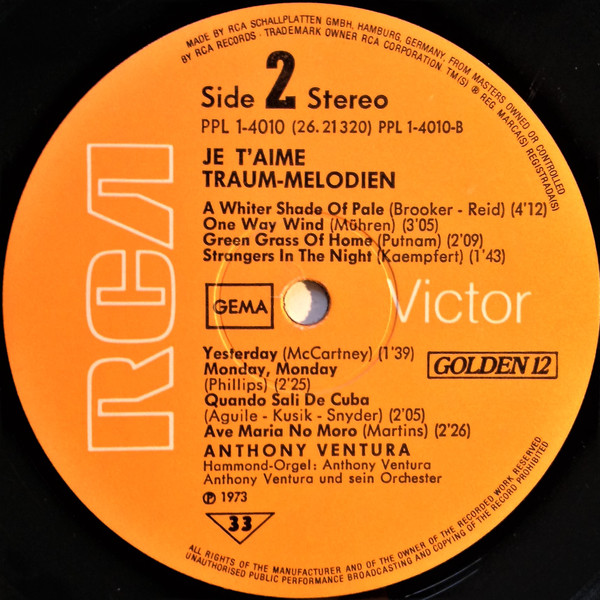 MADE BY RCA SCHALLPLATTEN GMBH, HAMBURG, GERMANY, FROM MASTERS OWNED OR CONTROLLED
BY RCA RECORDS · TRADEMARK OWNER RCA CORPORATION, TM(S) ® REG. MARCA(S) REGISTRADA(S)
Side 2 Stereo
PPL 1-4010 (26.21320) PPL 1-4010-B
JE T'AIME
TRAUM-MELODIEN
A Whiter Shade Of Pale (Brooker - Reid) (4'12)
One Way Wind (Mühren) (3'05)
Green Grass Of Home (Putnam) (2'09)
Strangers In The Night (Kaempfert) (1'43)
RCA
GEMA
Victor
Yesterday (McCartney) (1'39)
Monday, Monday
(Phillips) (2'25)
GOLDEN 12
Quando Sali De Cuba
(Aguile - Kusik - Snyder) (2'05)
Ave Maria No Moro (Martins) (2'26)
ANTHONY VENTURA
Hammond-Orgel: Anthony Ventura
Anthony Ventura und sein Orchester
℗ 1973
33
ALL RIGHTS OF THE MANUFACTURER AND OF THE OWNER OF THE RECORDED WORK RESERVED
UNAUTHORISED PUBLIC PERFORMANCE BROADCASTING AND COPYING OF THE RECORD PROHIBITED